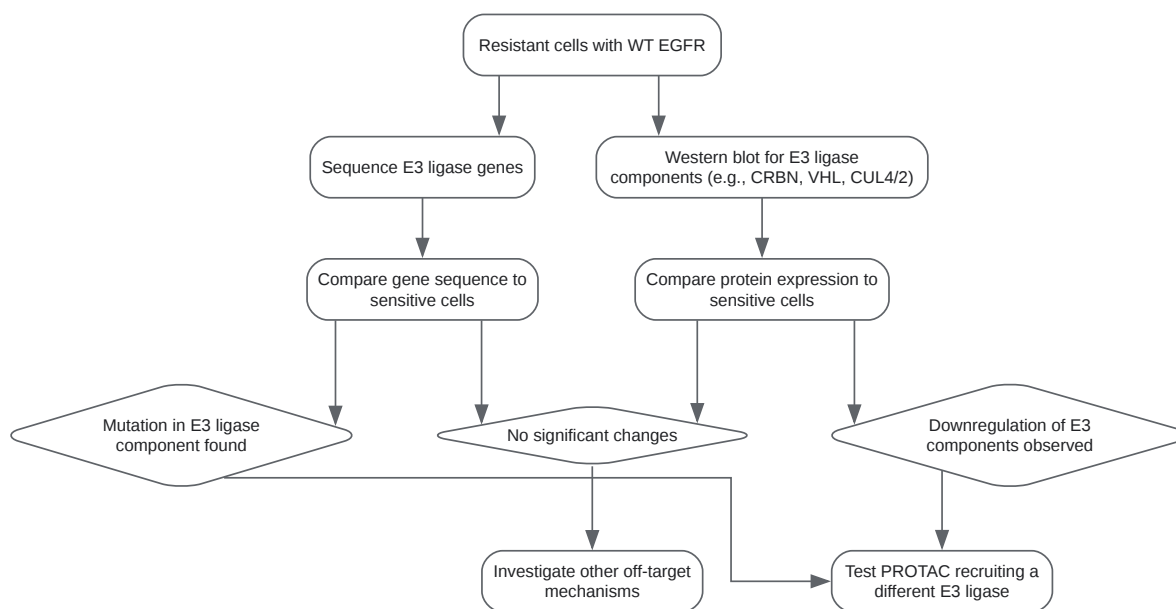 Resistant cells with WT EGFR
Sequence E3 ligase genes
Western blot for E3 ligase
components (e.g., CRBN, VHL, CUL4/2)
Compare gene sequence to
sensitive cells
Compare protein expression to
sensitive cells
Mutation in E3 ligase
component found
No significant changes
Downregulation of E3
components observed
Investigate other off-target
mechanisms
Test PROTAC recruiting a
different E3 ligase